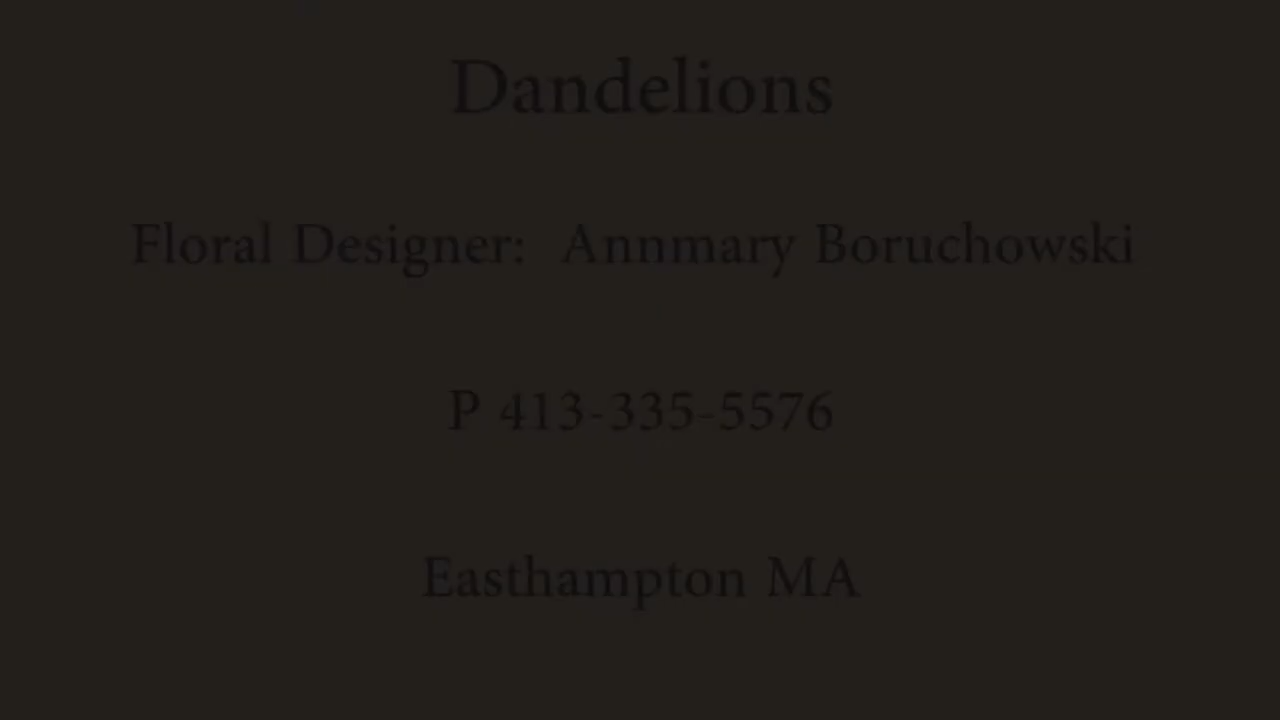 Dandelions
Floral Designer:  Annmary Boruchowski
P 413-335-5576
Easthampton MA